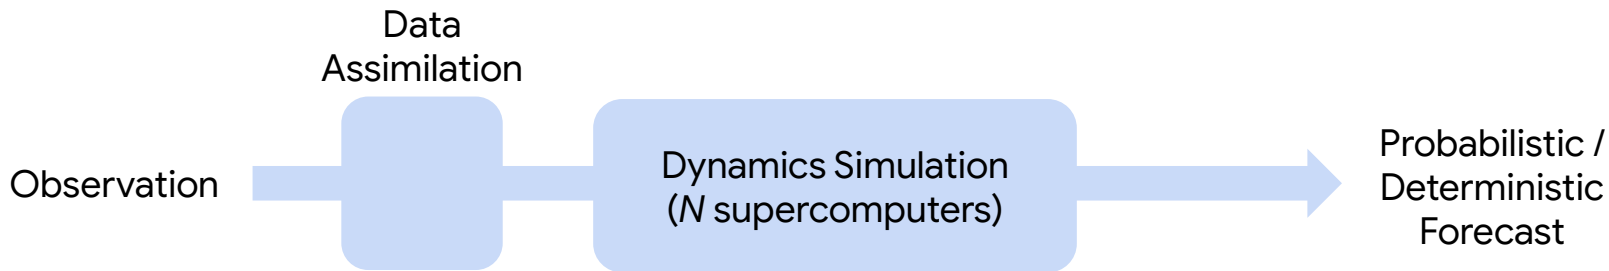 Data
Assimilation
Observation
Dynamics Simulation
(N supercomputers)
Probabilistic /
Deterministic
Forecast